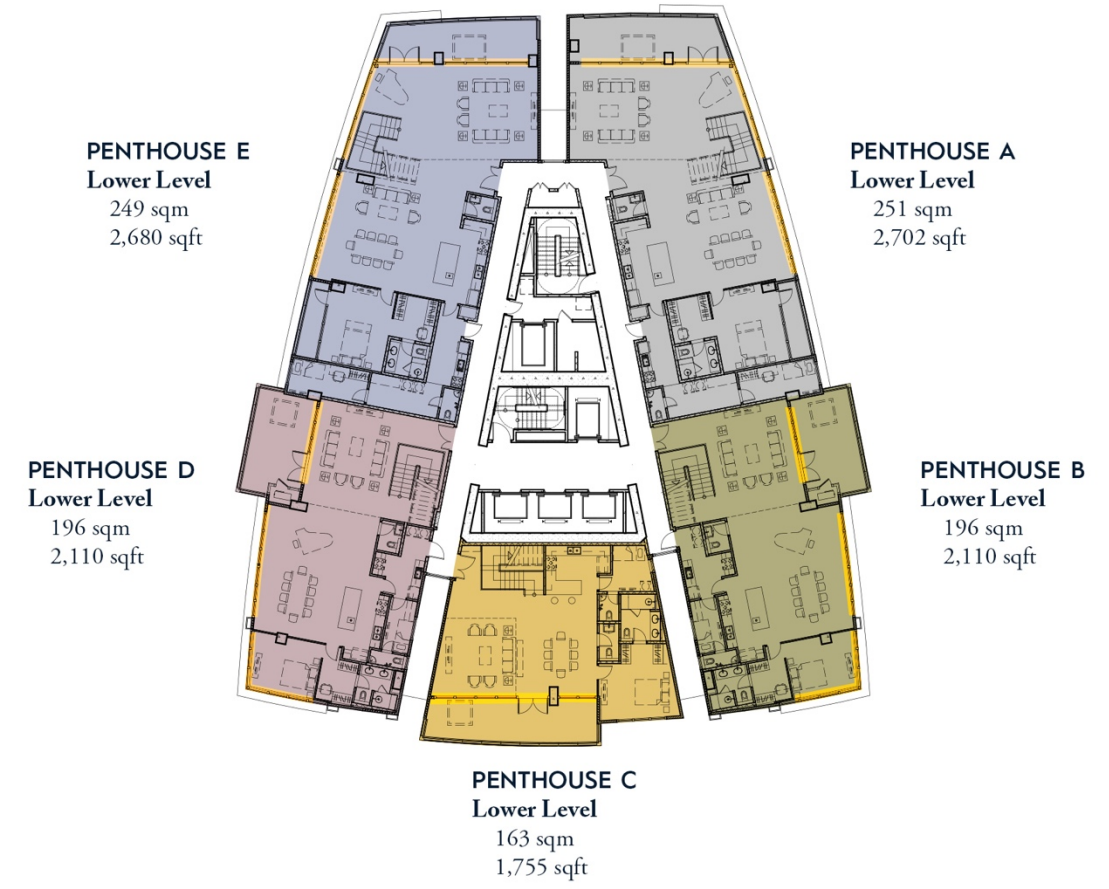 PENTHOUSE E
Lower Level
249 sqm
2,680 sqft
PENTHOUSE A
Lower Level
251 sqm
2,702 sqft
PENTHOUSE D
Lower Level
196 sqm
2,110 sqft
PENTHOUSE B
Lower Level
196 sqm
2,110 sqft
PENTHOUSE C
Lower Level
163 sqm
1,755 sqft